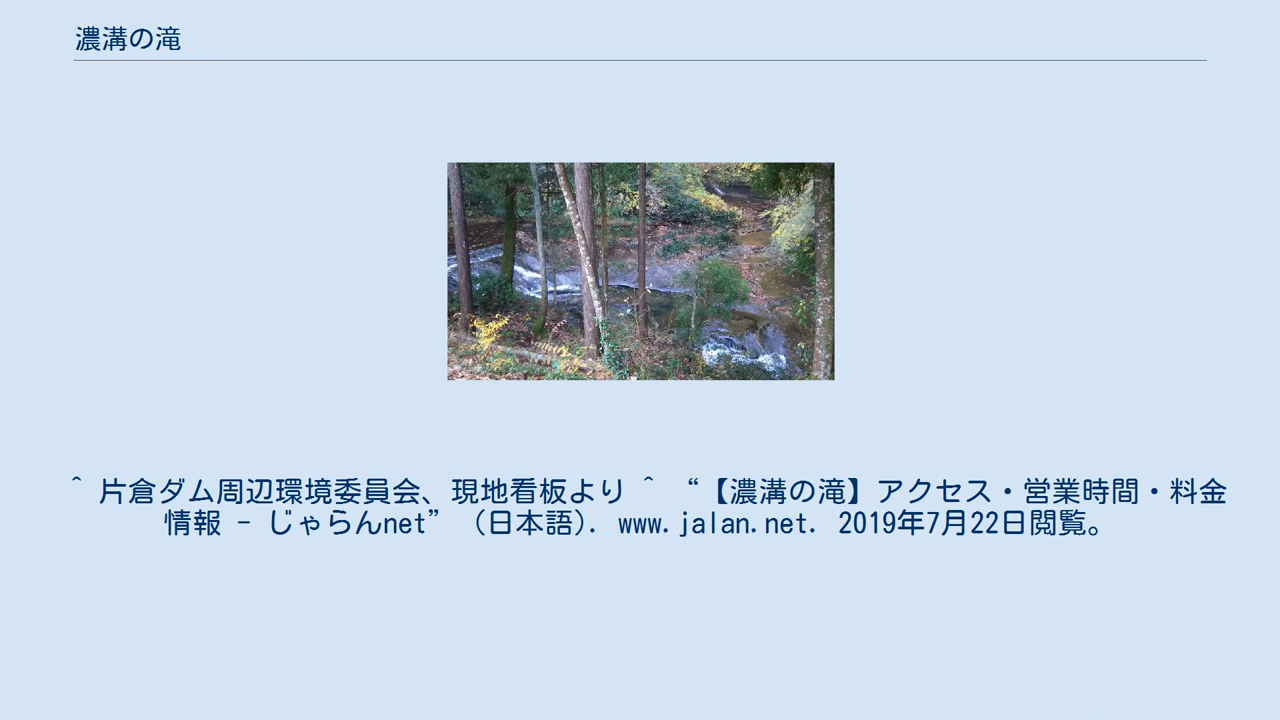 濃溝の滝
^ 片倉ダム周辺環境委員会、現地看板より ^ “【濃溝の滝】アクセス・営業時間・料金
情報 - じゃらんnet” (日本語). www.jalan.net. 2019年7月22日閲覧。